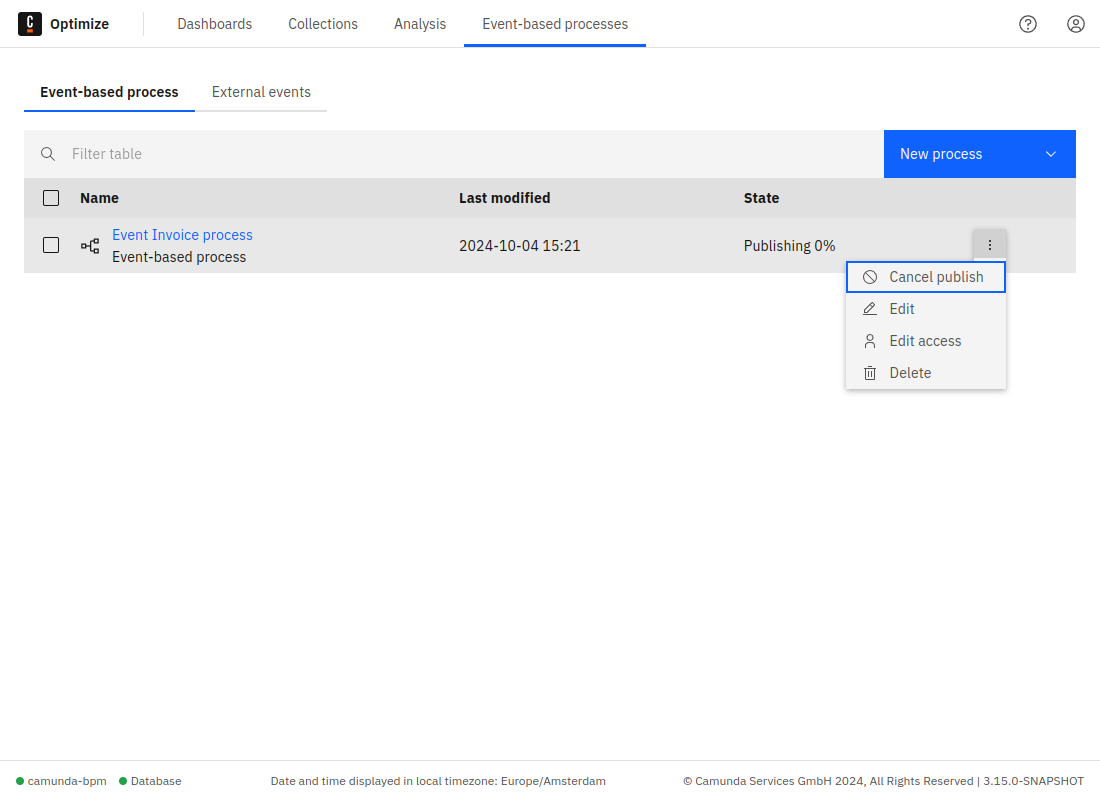 Optimize
Dashboards
Collections
Analysis
Event-based processes
Event-based process
External events
Filter table
New process
Name
Last modified
State
Event Invoice process
Event-based process
2024-10-04 15:21
Publishing 0%
Cancel publish
Edit
Edit access
Delete
camunda-bpm
Database
Date and time displayed in local timezone: Europe/Amsterdam
© Camunda Services GmbH 2024, All Rights Reserved | 3.15.0-SNAPSHOT